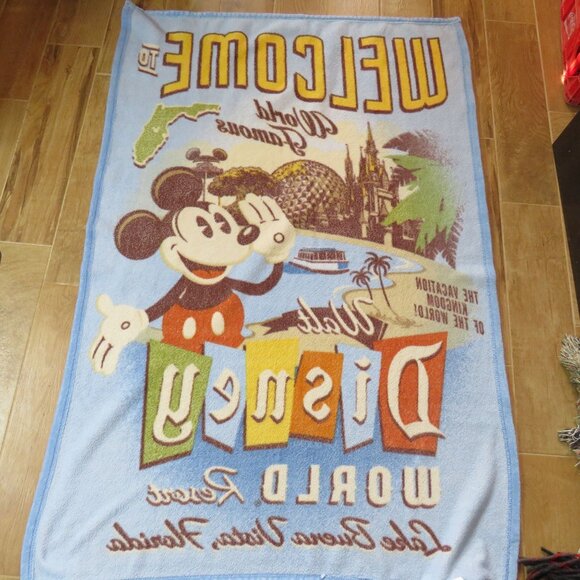 WELCOME TO
World
Famous
THE VACATION
KINGDOM
OF THE WORLD!
Walt
Disney
WORLD Resort
Lake Buena Vista, Florida